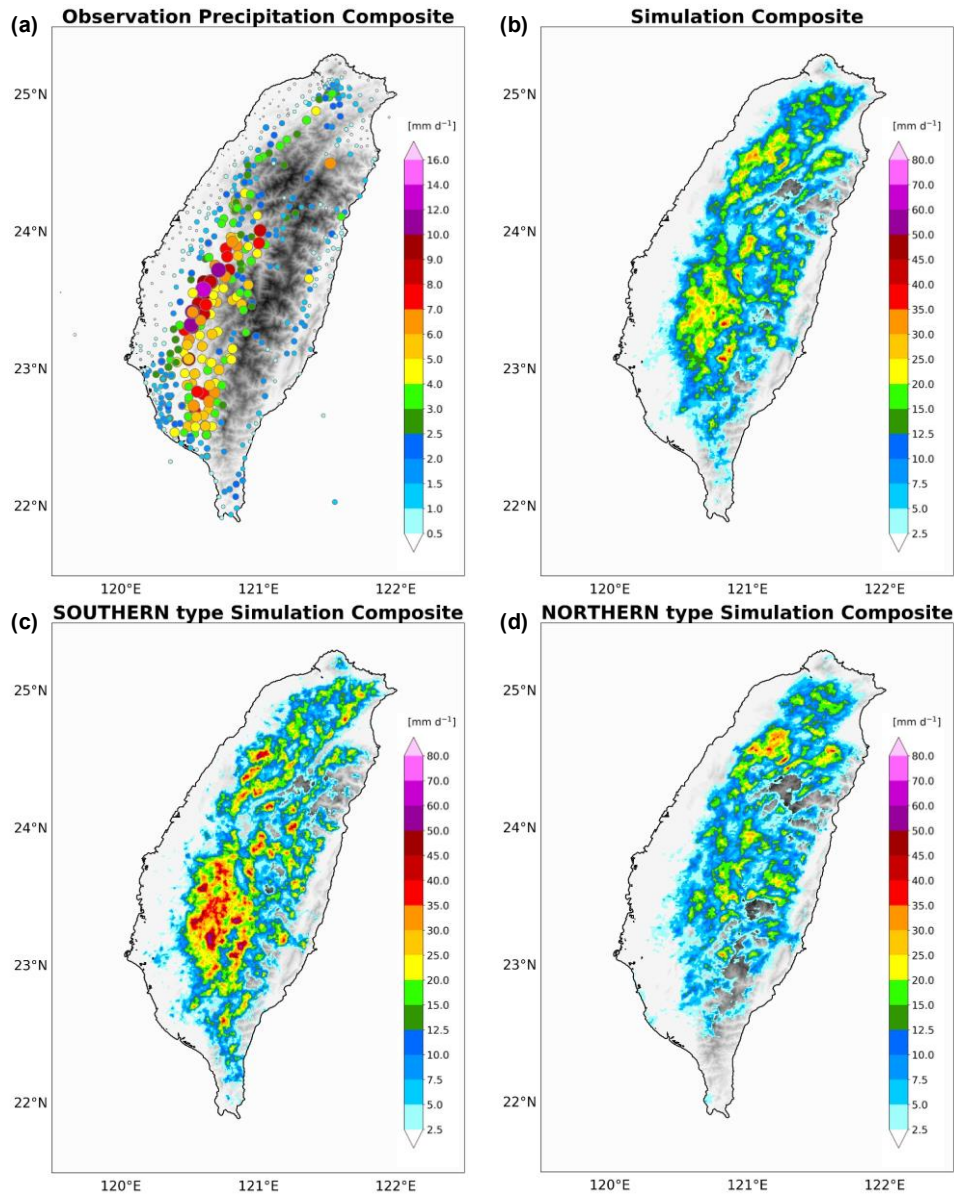 (a) Observation Precipitation Composite
25°N
24°N
23°N
22°N
120°E 121°E 122°E
[mm d⁻¹]
16.0
14.0
12.0
10.0
9.0
8.0
7.0
6.0
5.0
4.0
3.0
2.5
2.0
1.5
1.0
0.5
(b) Simulation Composite
25°N
24°N
23°N
22°N
120°E 121°E 122°E
[mm d⁻¹]
80.0
70.0
60.0
50.0
45.0
40.0
35.0
30.0
25.0
20.0
15.0
12.5
10.0
7.5
5.0
2.5
(c) SOUTHERN type Simulation Composite
25°N
24°N
23°N
22°N
120°E 121°E 122°E
[mm d⁻¹]
80.0
70.0
60.0
50.0
45.0
40.0
35.0
30.0
25.0
20.0
15.0
12.5
10.0
7.5
5.0
2.5
(d) NORTHERN type Simulation Composite
25°N
24°N
23°N
22°N
120°E 121°E 122°E
[mm d⁻¹]
80.0
70.0
60.0
50.0
45.0
40.0
35.0
30.0
25.0
20.0
15.0
12.5
10.0
7.5
5.0
2.5